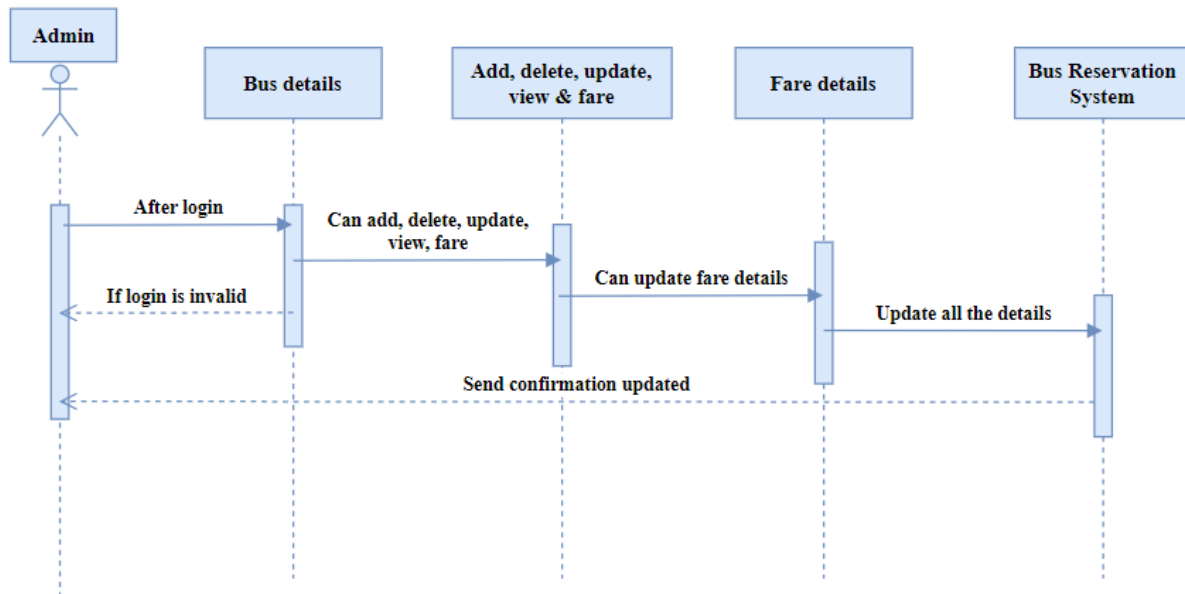 Admin
Bus details
Add, delete, update,
view & fare
Fare details
Bus Reservation
System
After login
Can add, delete, update,
view, fare
If login is invalid
Can update fare details
Update all the details
Send confirmation updated